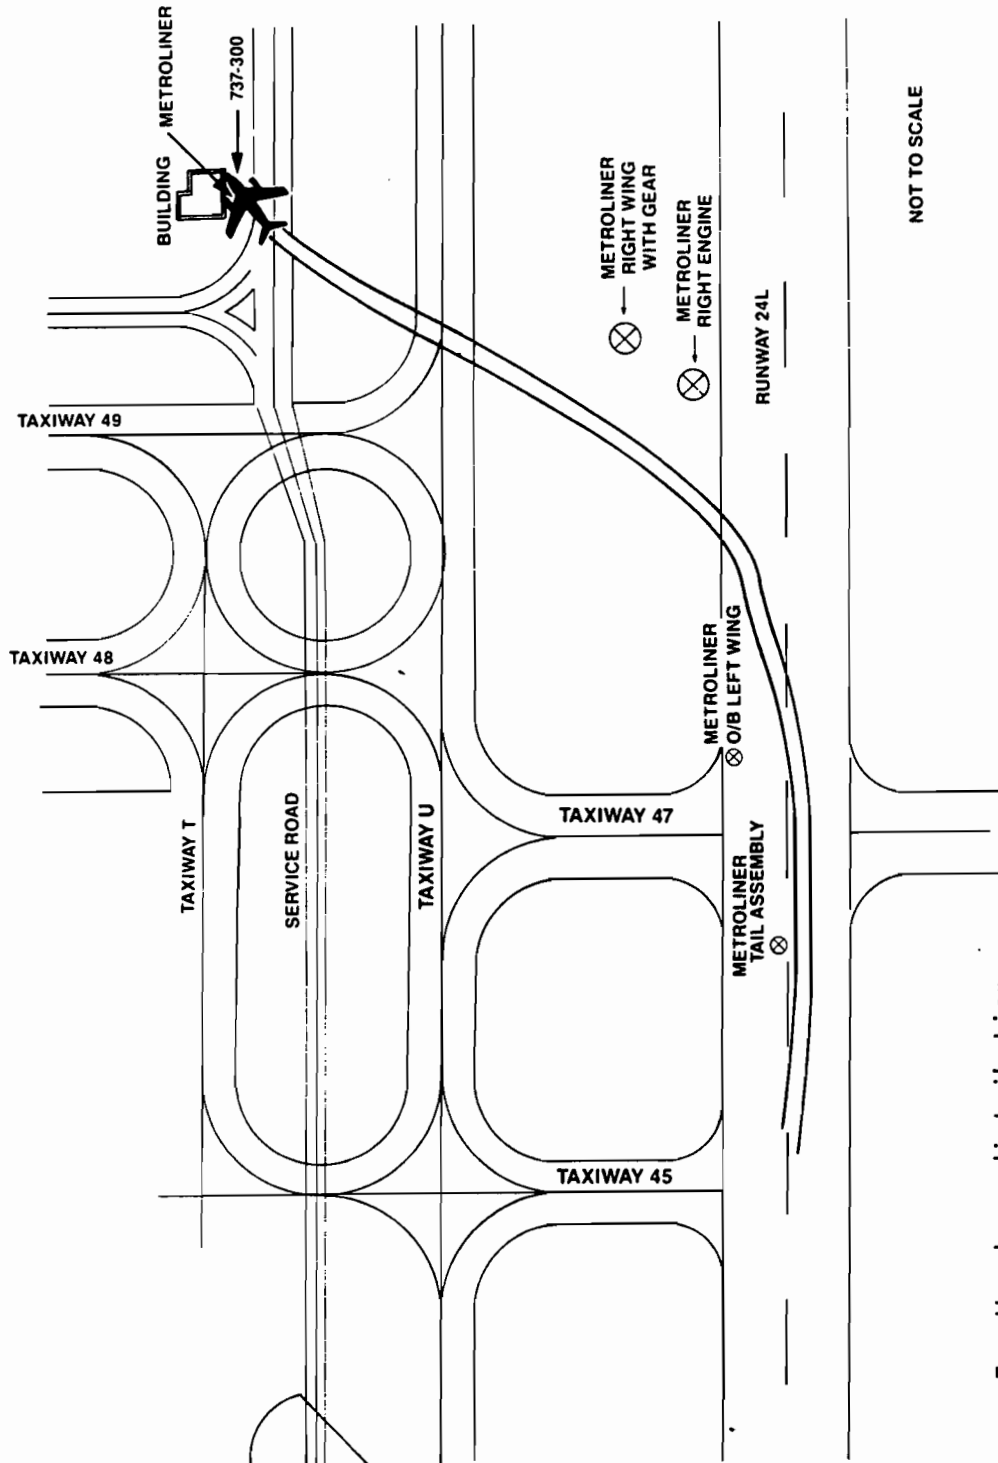 METROLINER
BUILDING
737-300
TAXIWAY 49
TAXIWAY 48
METROLINER
RIGHT WING
WITH GEAR
METROLINER
RIGHT ENGINE
NOT TO SCALE
RUNWAY 24L
METROLINER
O/B LEFT WING
TAXIWAY T
SERVICE ROAD
TAXIWAY U
TAXIWAY 47
METROLINER
TAIL ASSEMBLY
TAXIWAY 45